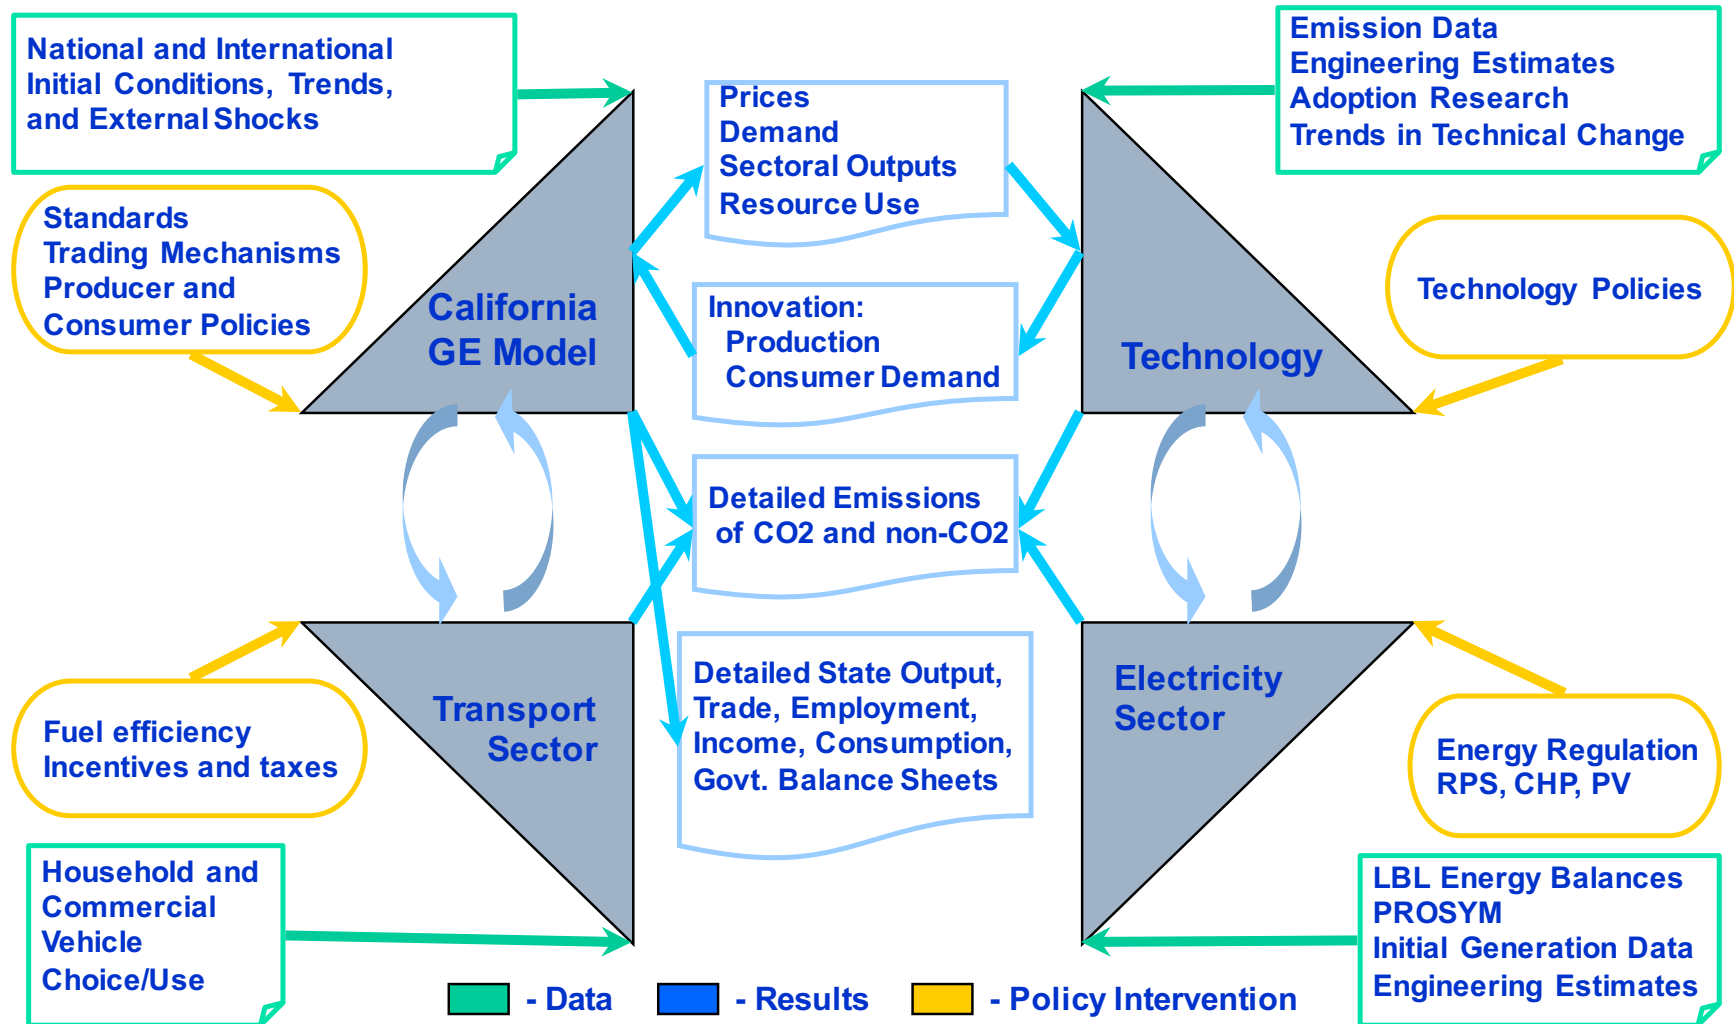 National and International
Initial Conditions, Trends,
and External Shocks
Emission Data
Engineering Estimates
Adoption Research
Trends in Technical Change
Prices
Demand
Sectoral Outputs
Resource Use
Standards
Trading Mechanisms
Producer and
Consumer Policies
Technology Policies
California
GE Model
Innovation:
Production
Consumer Demand
Technology
Detailed Emissions
of CO2 and non-CO2
Transport
Sector
Detailed State Output,
Trade, Employment,
Income, Consumption,
Govt. Balance Sheets
Electricity
Sector
Fuel efficiency
Incentives and taxes
Energy Regulation
RPS, CHP, PV
Household and
Commercial
Vehicle
Choice/Use
LBL Energy Balances
PROSYM
Initial Generation Data
Engineering Estimates
- Data - Results - Policy Intervention